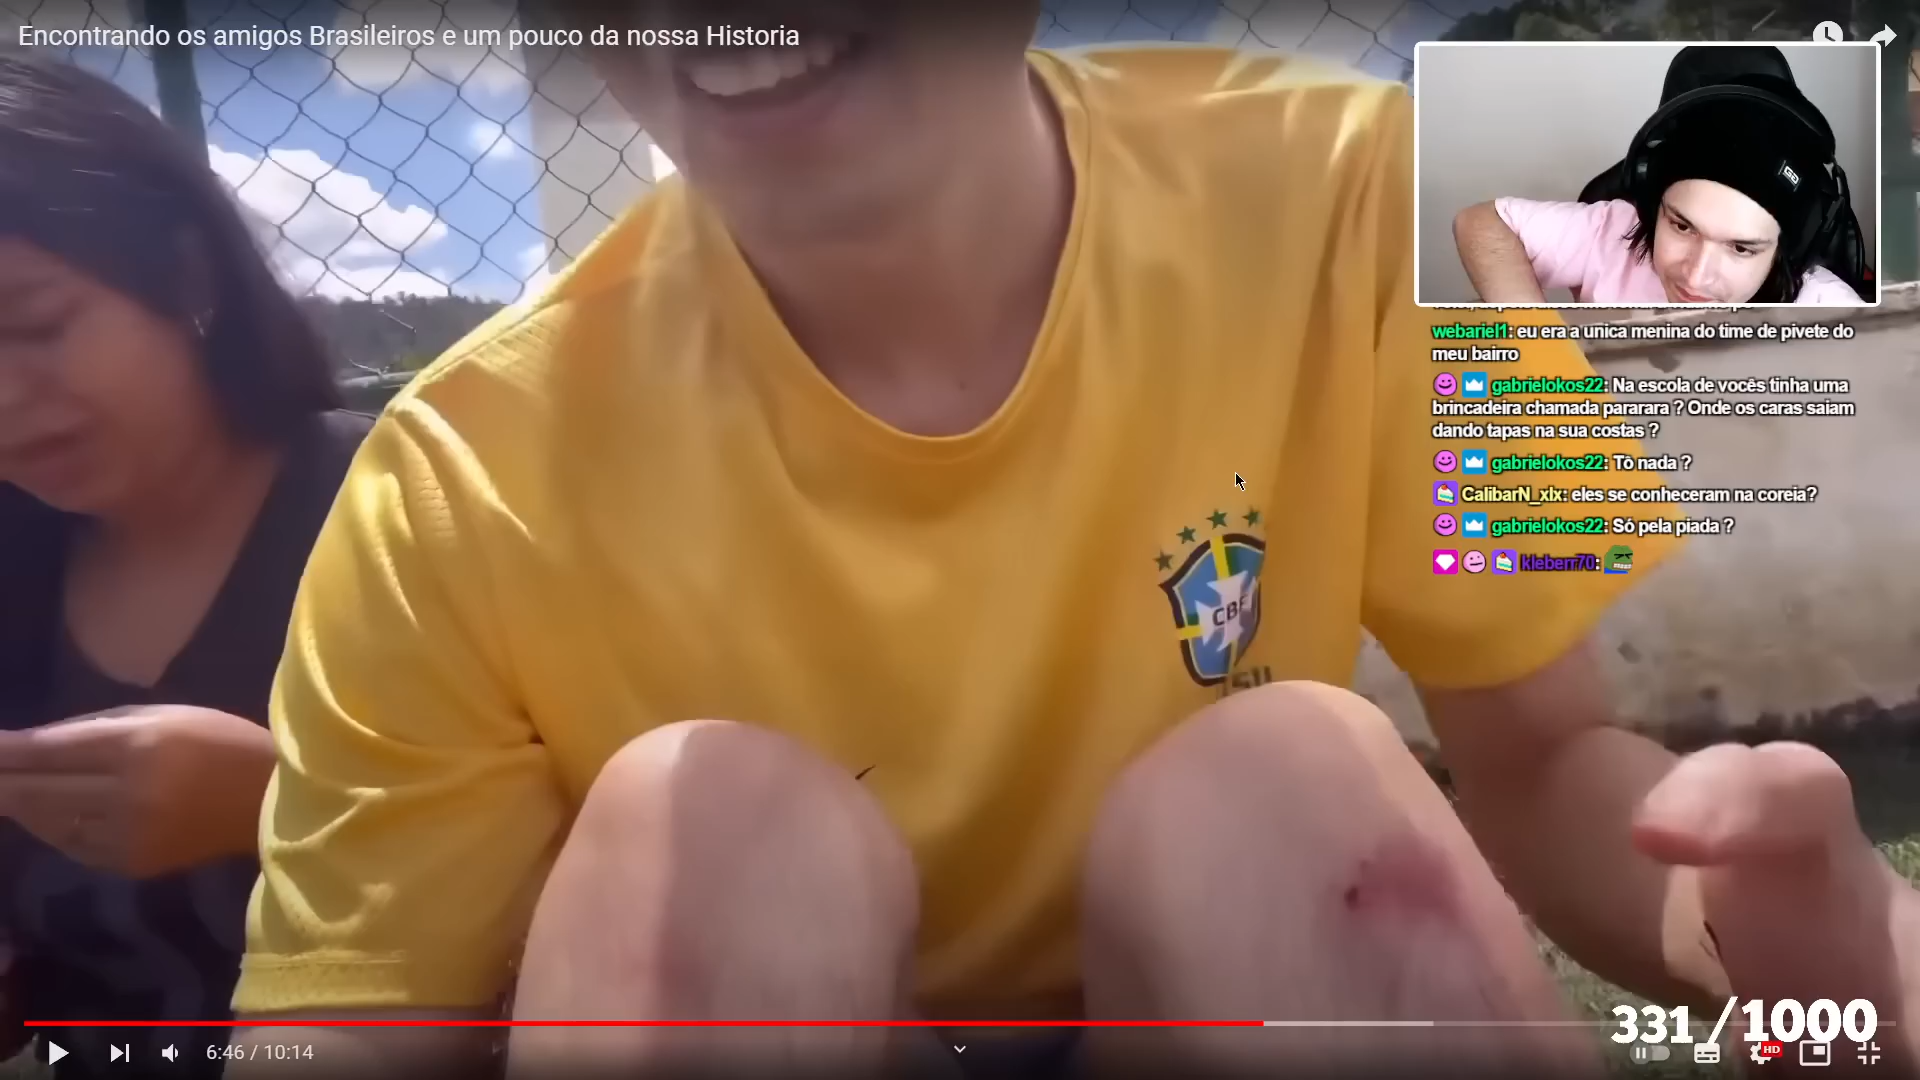 Encontrando os amigos Brasileiros e um pouco da nossa Historia
webariel1: eu era a unica menina do time de pivete do
meu bairro
gabrielokos22: Na escola de vocês tinha uma
brincadeira chamada pararara ? Onde os caras saiam
dando tapas na sua costas ?
gabrielokos22: Tô nada ?
CalibarN_xlx: eles se conheceram na coreia?
gabrielokos22: Só pela piada ?
kleberr70:
CBF
331 /1000
6:46 / 10:14
HD